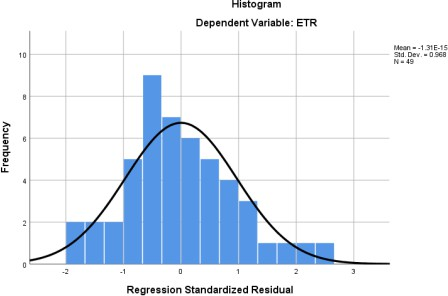 Histogram
Dependent Variable: ETR
Mean = -1.31E-15
Std. Dev. = 0.968
N = 49
10
8
6
4
2
0
Frequency
-2
-1
0
1
2
3
Regression Standardized Residual